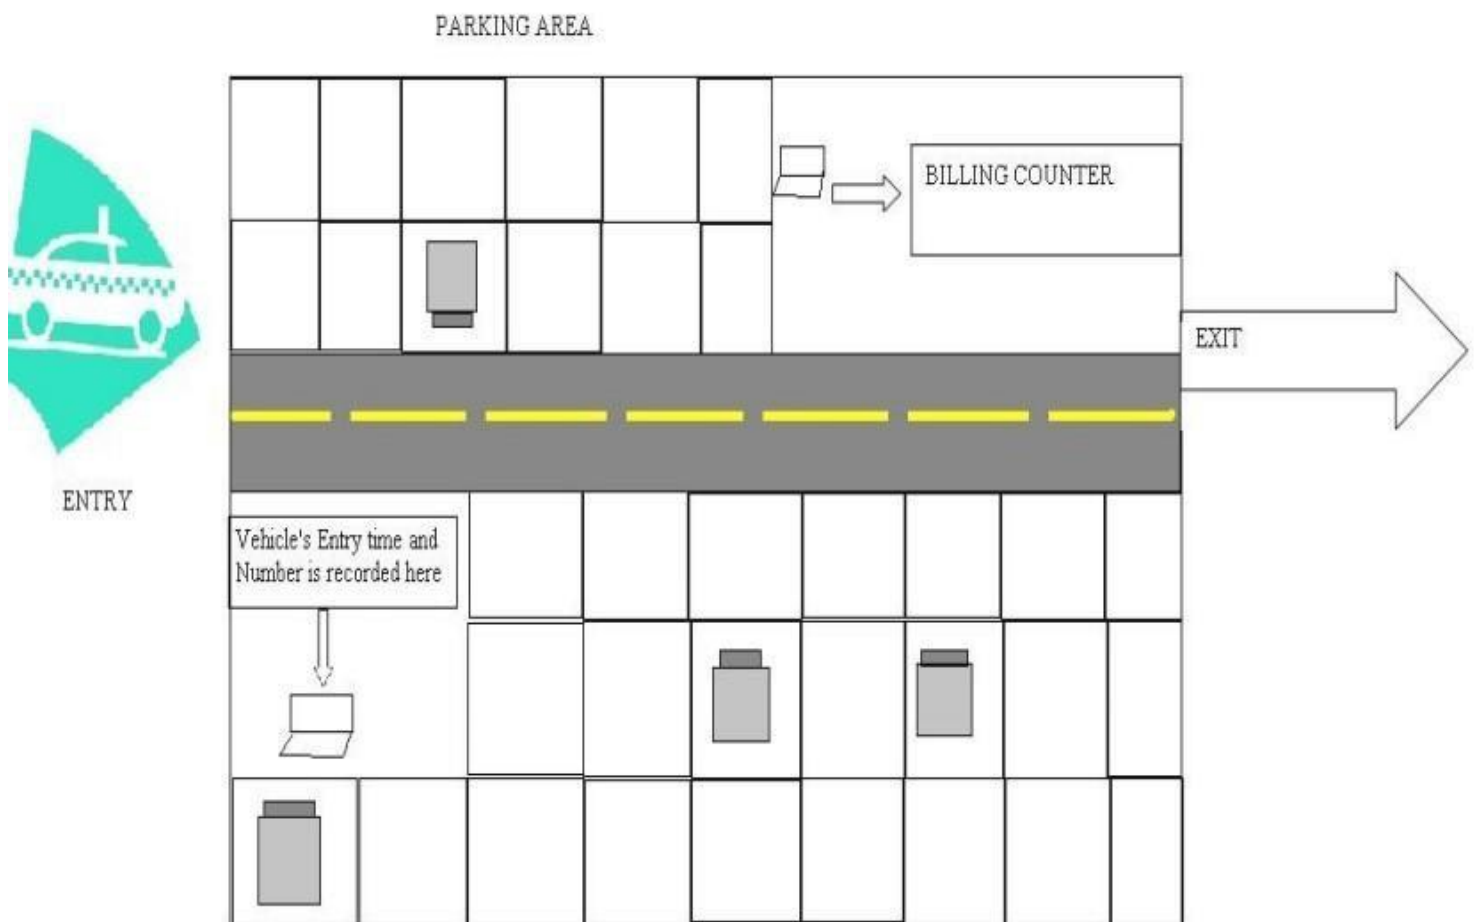 PARKING AREA
BILLING COUNTER
EXIT
ENTRY
Vehicle's Entry time and
Number is recorded here